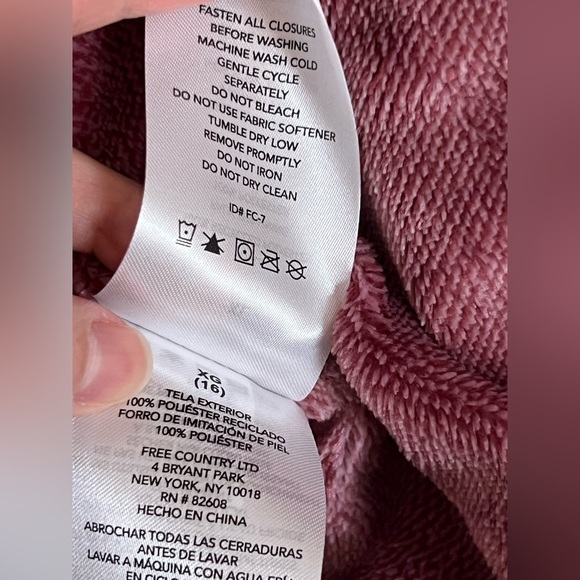 FASTEN ALL CLOSURES
BEFORE WASHING
MACHINE WASH COLD
GENTLE CYCLE
SEPARATELY
DO NOT BLEACH
DO NOT USE FABRIC SOFTENER
TUMBLE DRY LOW
REMOVE PROMPTLY
DO NOT IRON
DO NOT DRY CLEAN
ID# FC-7
XG
(16)
TELA EXTERIOR
100% POLIÉSTER RECICLADO
FORRO DE IMITACIÓN DE PIEL
100% POLIÉSTER
FREE COUNTRY LTD
4 BRYANT PARK
NEW YORK, NY 10018
RN # 82608
HECHO EN CHINA
ABROCHAR TODAS LAS CERRADURAS
ANTES DE LAVAR
LAVAR A MÁQUINA CON AGUA